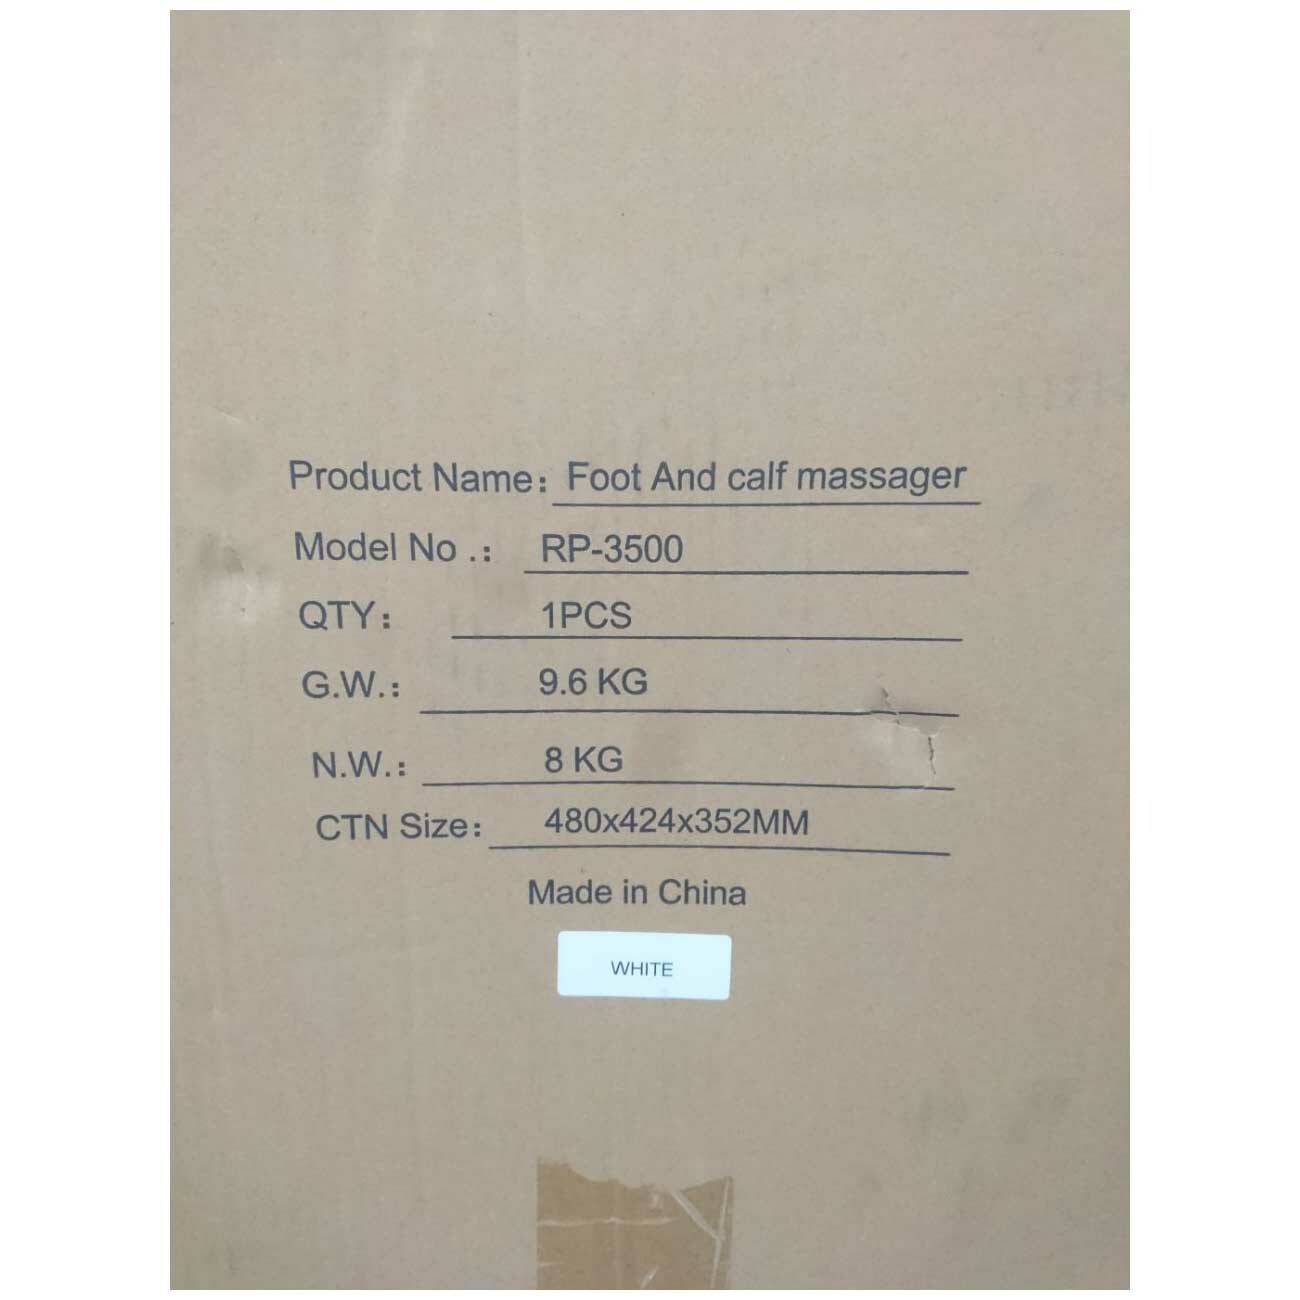 Product Name: Foot And calf massager
Model No .: RP-3500
QTY: 1PCS
G.W.: 9.6 KG
N.W.: 8 KG
CTN Size: 480x424x352MM
Made in China
WHITE